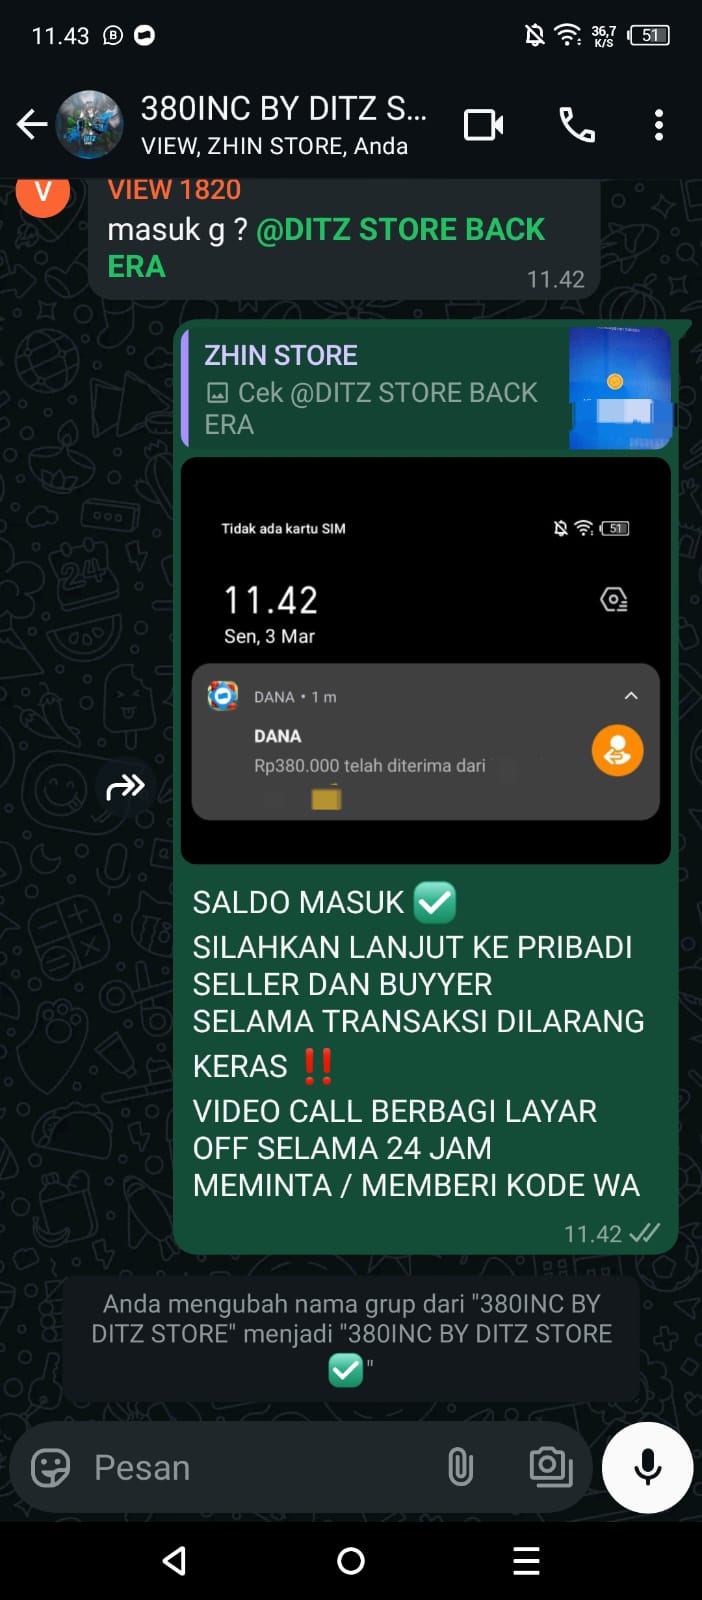 11.43
36,7
K/S
51
380INC BY DITZ S...
VIEW, ZHIN STORE, Anda
V
VIEW 1820
masuk g ? @DITZ STORE BACK
ERA
11.42
ZHIN STORE
Cek @DITZ STORE BACK
ERA
Tidak ada kartu SIM
51
11.42
Sen, 3 Mar
DANA • 1 m
DANA
Rp380.000 telah diterima dari
SALDO MASUK ✅
SILAHKAN LANJUT KE PRIBADI
SELLER DAN BUYYER
SELAMA TRANSAKSI DILARANG
KERAS ‼️
VIDEO CALL BERBAGI LAYAR
OFF SELAMA 24 JAM
MEMINTA / MEMBERI KODE WA
11.42
Anda mengubah nama grup dari "380INC BY
DITZ STORE" menjadi "380INC BY DITZ STORE
✅"
Pesan